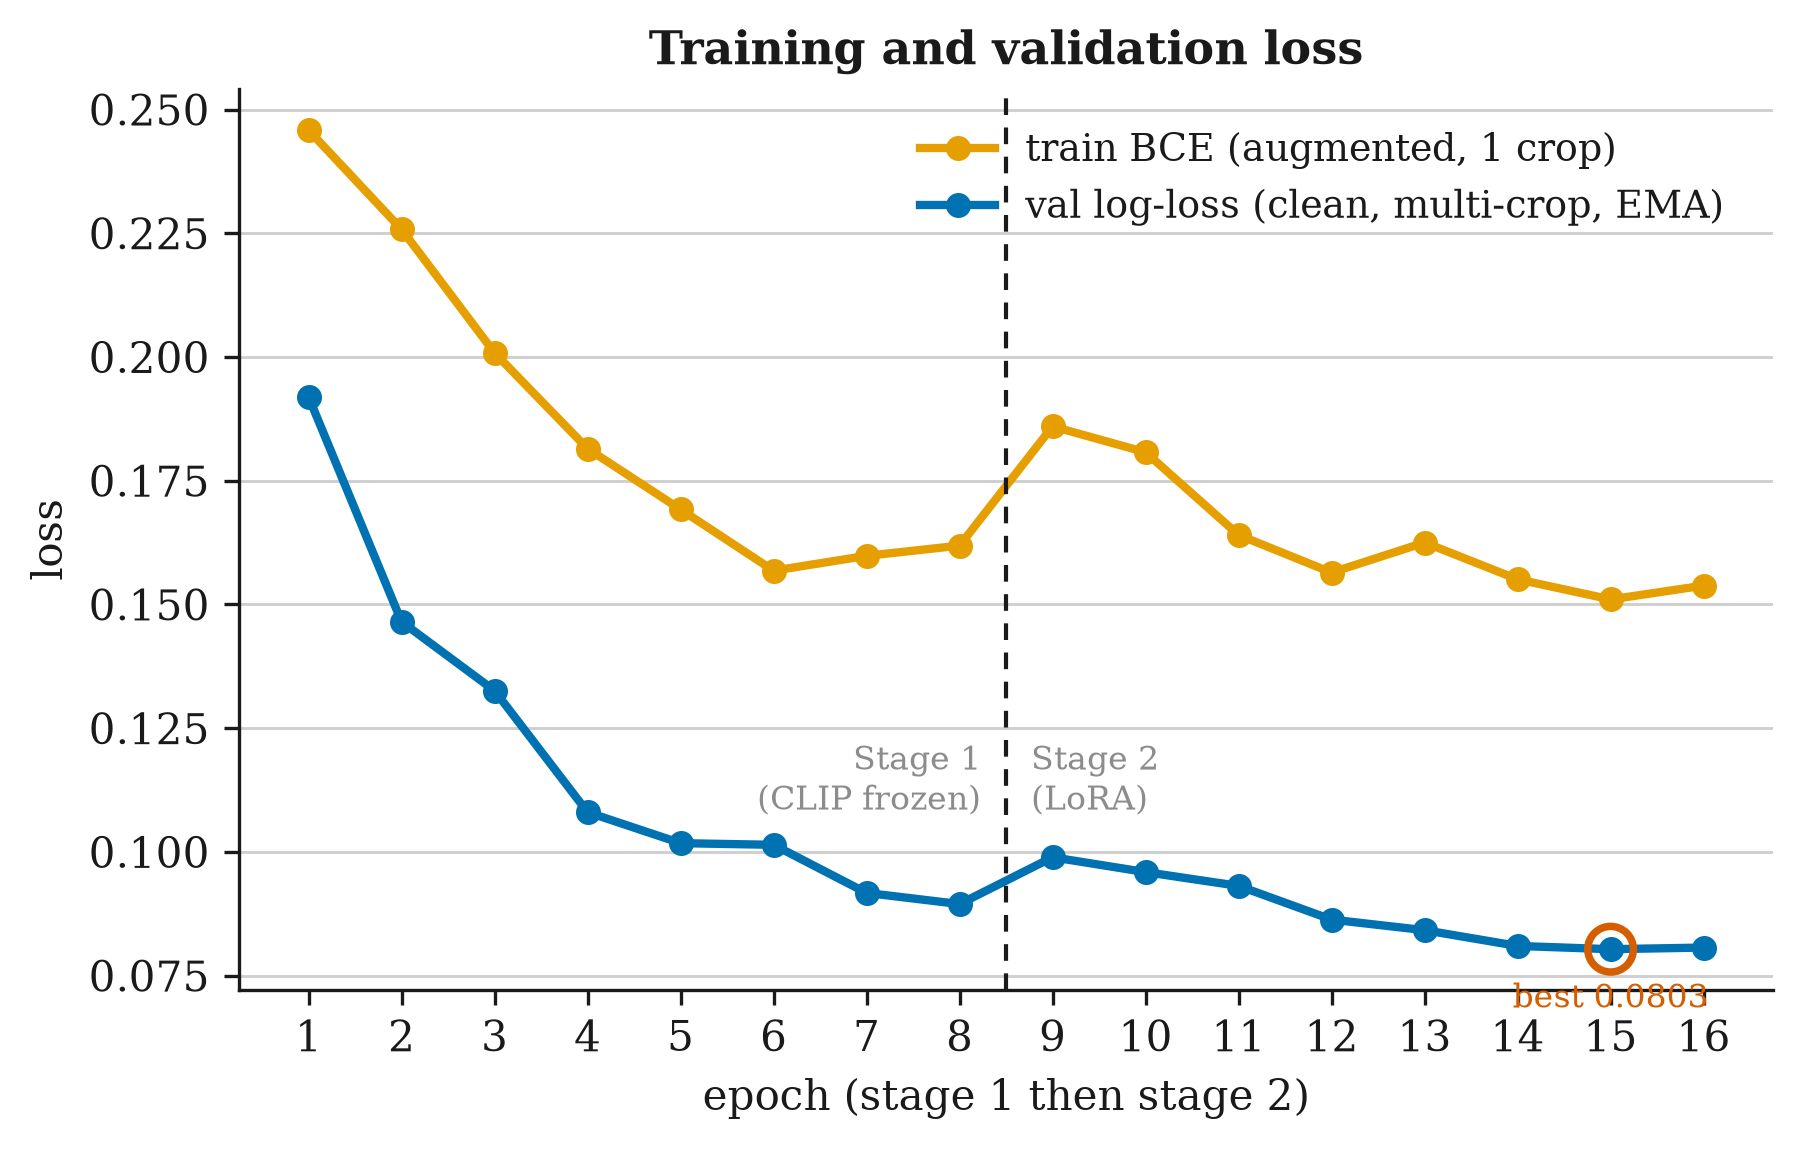 Training and validation loss
0.250
0.225
0.200
0.175
0.150
0.125
0.100
0.075
loss
train BCE (augmented, 1 crop)
val log-loss (clean, multi-crop, EMA)
Stage 1
(CLIP frozen)
Stage 2
(LoRA)
best 0.0803
1 2 3 4 5 6 7 8 9 10 11 12 13 14 15 16
epoch (stage 1 then stage 2)